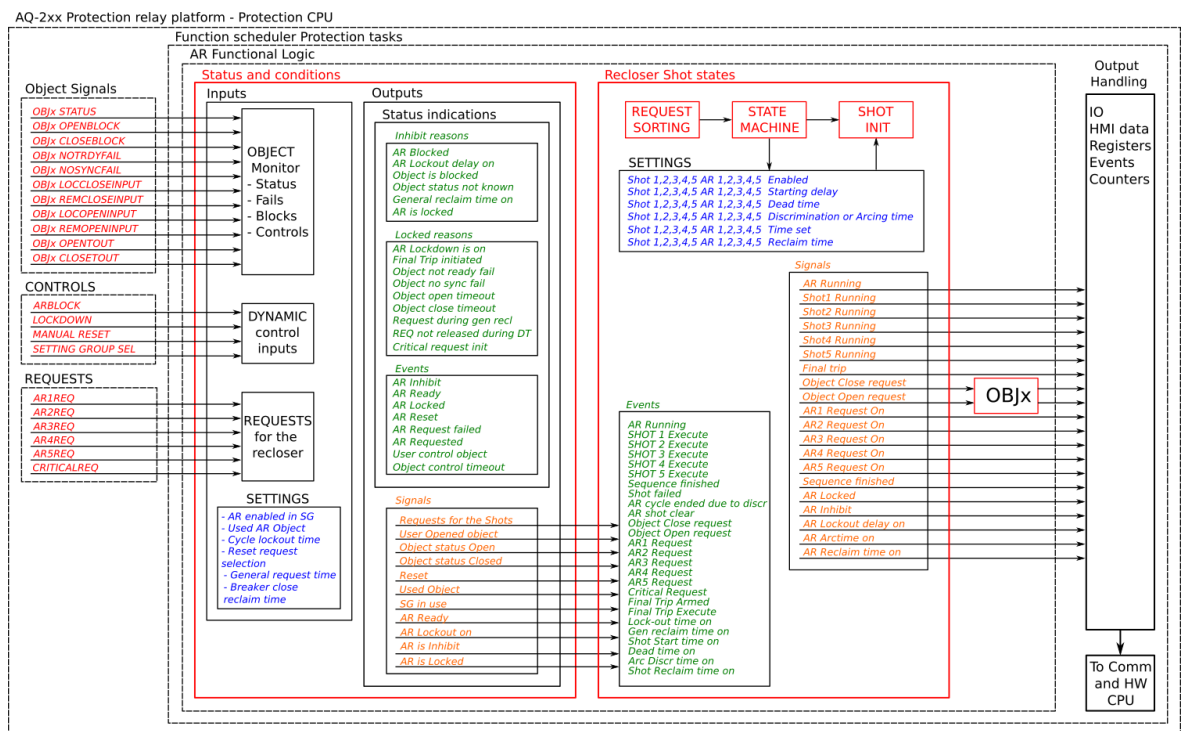 AQ-2xx Protection relay platform - Protection CPU
Function scheduler Protection tasks
AR Functional Logic
Object Signals
OBJx STATUS
OBJx OPENBLOCK
OBJx CLOSEBLOCK
OBJx NOTRDYFAIL
OBJx NOSYNCFAIL
OBJx LOCCLOSEINPUT
OBJx REMCLOSEINPUT
OBJx LOCOPENINPUT
OBJx REMOPENINPUT
OBJx OPENTOUT
OBJx CLOSETOUT
CONTROLS
ARBLOCK
LOCKDOWN
MANUAL RESET
SETTING GROUP SEL
REQUESTS
AR1REQ
AR2REQ
AR3REQ
AR4REQ
AR5REQ
CRITICALREQ
Status and conditions
Inputs
OBJECT
Monitor
- Status
- Fails
- Blocks
- Controls
DYNAMIC
control
inputs
REQUESTS
for the
recloser
SETTINGS
- AR enabled in SG
- Used AR Object
- Cycle lockout time
- Reset request
selection
- General request time
- Breaker close
reclaim time
Outputs
Status indications
Inhibit reasons
AR Blocked
AR Lockout delay on
Object is blocked
Object status not known
General reclaim time on
AR is locked
Locked reasons
AR Lockdown is on
Final Trip initiated
Object not ready fail
Object no sync fail
Object open timeout
Object close timeout
Request during gen recl
REQ not released during DT
Critical request init
Events
AR Inhibit
AR Ready
AR Locked
AR Reset
AR Request failed
AR Requested
User control object
Object control timeout
Signals
Requests for the Shots
User Opened object
Object status Open
Object status Closed
Reset
Used Object
SG in use
AR Ready
AR Lockout on
AR is Inhibit
AR is Locked
Recloser Shot states
REQUEST
SORTING
STATE
MACHINE
SHOT
INIT
SETTINGS
Shot 1,2,3,4,5 AR 1,2,3,4,5 Enabled
Shot 1,2,3,4,5 AR 1,2,3,4,5 Starting delay
Shot 1,2,3,4,5 AR 1,2,3,4,5 Dead time
Shot 1,2,3,4,5 AR 1,2,3,4,5 Discrimination or Arcing time
Shot 1,2,3,4,5 AR 1,2,3,4,5 Time set
Shot 1,2,3,4,5 AR 1,2,3,4,5 Reclaim time
Events
AR Running
SHOT 1 Execute
SHOT 2 Execute
SHOT 3 Execute
SHOT 4 Execute
SHOT 5 Execute
Sequence finished
Shot failed
AR cycle ended due to discr
AR shot clear
Object Close request
Object Open request
AR1 Request
AR2 Request
AR3 Request
AR4 Request
AR5 Request
Critical Request
Final Trip Armed
Final Trip Execute
Lock-out time on
Gen reclaim time on
Shot Start time on
Dead time on
Arc Discr time on
Shot Reclaim time on
Signals
AR Running
Shot1 Running
Shot2 Running
Shot3 Running
Shot4 Running
Shot5 Running
Final trip
Object Close request
Object Open request
AR1 Request On
AR2 Request On
AR3 Request On
AR4 Request On
AR5 Request On
Sequence finished
AR Locked
AR Inhibit
AR Lockout delay on
AR Arctime on
AR Reclaim time on
OBJx
Output
Handling
IO
HMI data
Registers
Events
Counters
To Comm
and HW
CPU